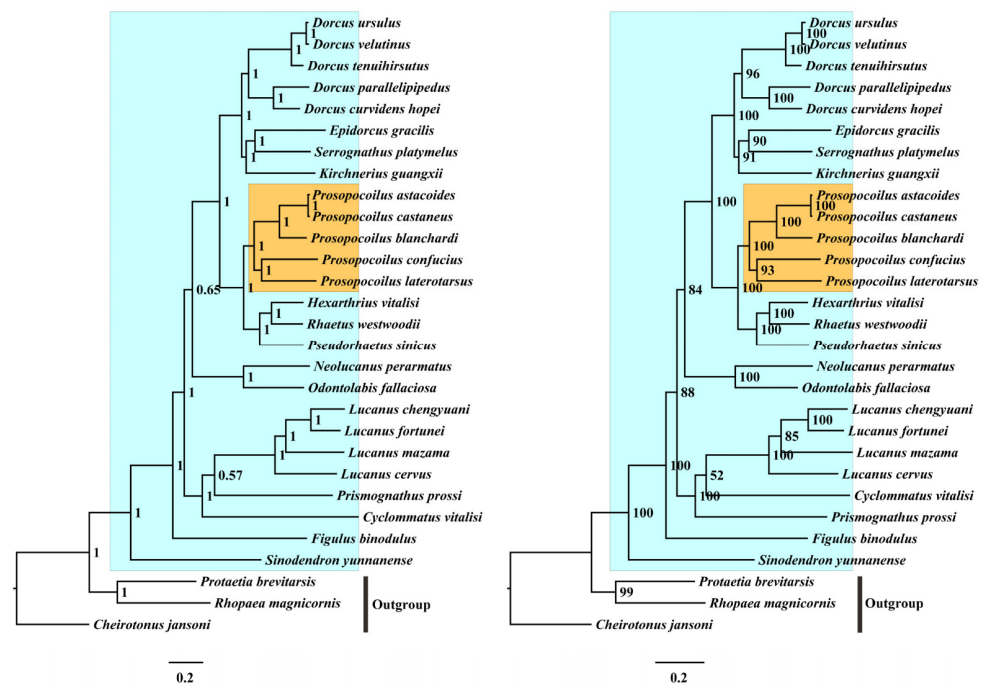 Dorcus ursulus
1
Dorcus velutinus
1
Dorcus tenuihirsutus
1
Dorcus parallelipipedus
1
Dorcus curvidens hopei
1
Epidorcus gracilis
1
Serrognathus platymelus
1
Kirchnerius guangxii
Prosopocoilus astacoides
1
Prosopocoilus castaneus
1
1
Prosopocoilus blanchardi
1
Prosopocoilus confucius
1
Prosopocoilus laterotarsus
0.65
1
Hexarthrius vitalisi
1
Rhaetus westwoodii
1
Pseudorhaetus sinicus
Neolucanus perarmatus
1
Odontolabis fallaciosa
1
Lucanus chengyuani
1
Lucanus fortunei
1
Lucanus mazama
1
1
Lucanus cervus
0.57
Prismognathus prossi
1
Cyclommatus vitalisi
1
Figulus binodulus
1
Sinodendron yunnanense
1
Protaetia brevitarsis
1
Rhopaea magnicornis
Outgroup
Cheirotonus jansoni
0.2
Dorcus ursulus
100
Dorcus velutinus
100
Dorcus tenuihirsutus
96
Dorcus parallelipipedus
100
Dorcus curvidens hopei
100
Epidorcus gracilis
90
Serrognathus platymelus
91
Kirchnerius guangxii
Prosopocoilus astacoides
100
100
Prosopocoilus castaneus
100
Prosopocoilus blanchardi
100
Prosopocoilus confucius
93
Prosopocoilus laterotarsus
84
100
Hexarthrius vitalisi
100
Rhaetus westwoodii
100
Pseudorhaetus sinicus
Neolucanus perarmatus
100
Odontolabis fallaciosa
88
Lucanus chengyuani
100
Lucanus fortunei
85
Lucanus mazama
100
Lucanus cervus
100
52
Cyclommatus vitalisi
100
Prismognathus prossi
Figulus binodulus
100
Sinodendron yunnanense
Protaetia brevitarsis
99
Rhopaea magnicornis
Outgroup
Cheirotonus jansoni
0.2